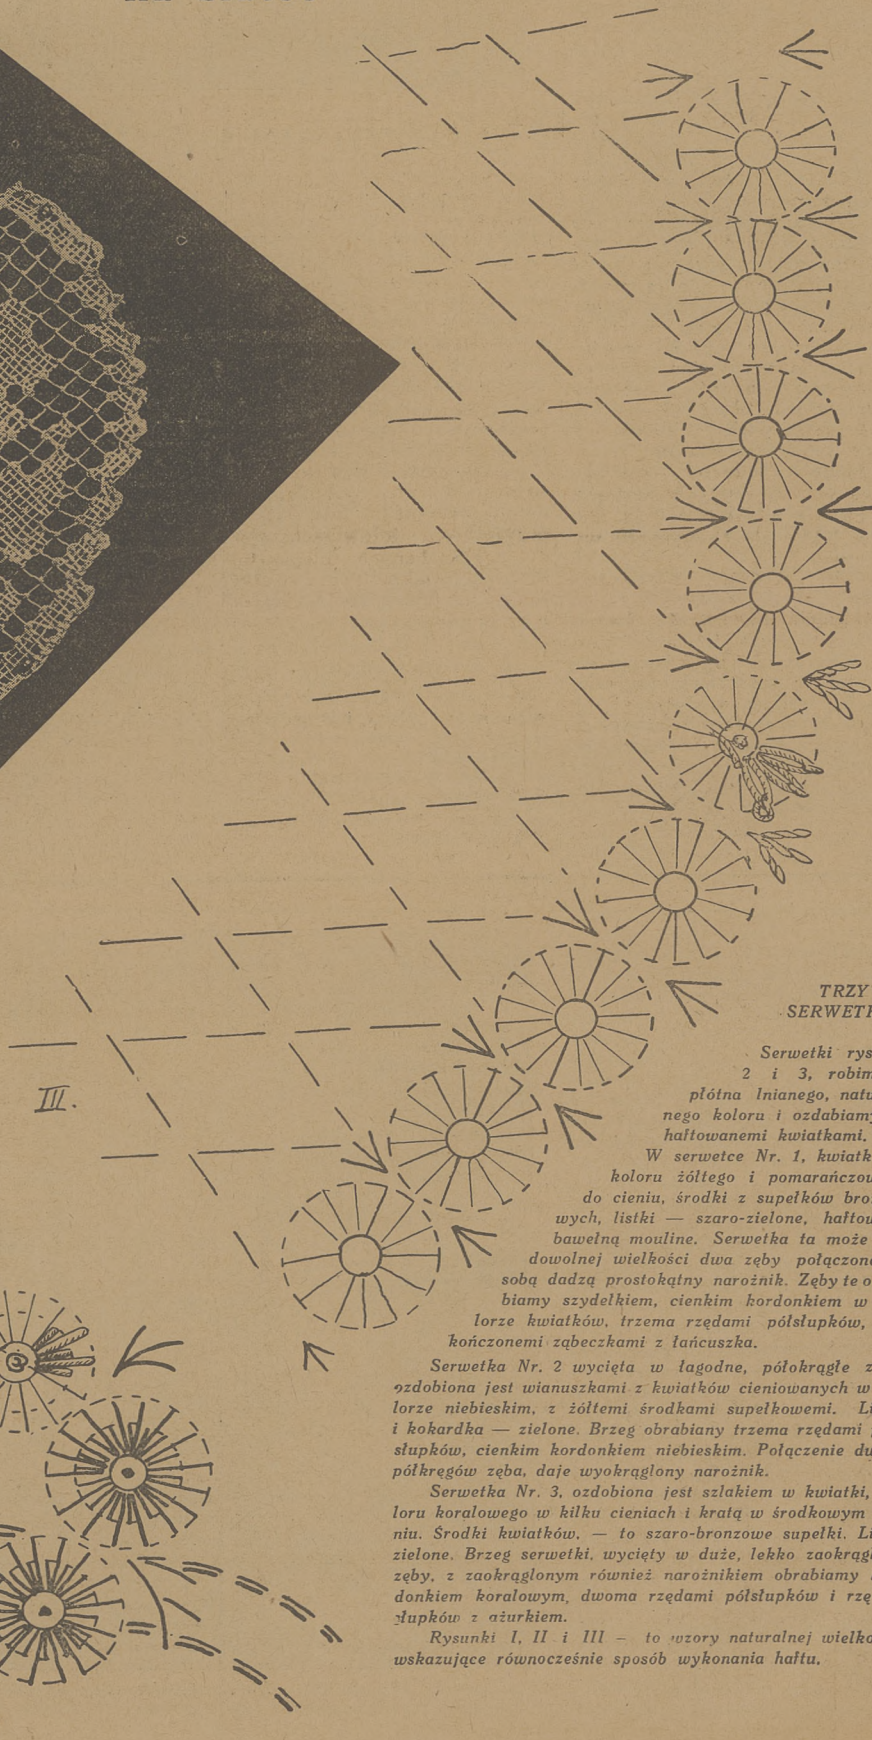 III.
TRZY
SERWET
Serwetki rys
2 i 3, robim
płótna lnianego, natu
nego koloru i ozdabiamy
haftowanemi kwiatkami.
W serwetce Nr. 1, kwiatk
koloru żółtego i pomarańczow
do cieniu, środki z supełków bro
wych, listki — szaro-zielone, haftow
bawełną mouline. Serwetka ta może
dowolnej wielkości dwa zęby połączon
sobą dadzą prostokątny narożnik. Zęby te o
biamy szydełkiem, cienkim kordonkiem w
lorze kwiatków, trzema rzędami półsłupków,
kończonemi ząbeczkami z łańcuszka.
Serwetka Nr. 2 wycięta w łagodne, półokrągłe z
ozdobiona jest wianuszkami z kwiatków cieniowanych w
lorze niebieskim, z żółtemi środkami supełkowemi. Li
i kokardka — zielone. Brzeg obrabiany trzema rzędami
słupków, cienkim kordonkiem niebieskim. Połączenie du
półkręgów zęba, daje wyokrąglony narożnik.
Serwetka Nr. 3, ozdobiona jest szlakiem w kwiatki,
loru koralowego w kilku cieniach i kratą w środkowym
niu. Środki kwiatków, — to szaro-bronzowe supełki. Li
zielone. Brzeg serwetki, wycięty w duże, lekko zaokrąg
zęby, z zaokrąglonym również narożnikiem obrabiamy
donkiem koralowym, dwoma rzędami półsłupków i rzę
słupków z ażurkiem.
Rysunki I, II i III — to wzory naturalnej wielko
wskazujące równocześnie sposób wykonania haftu.